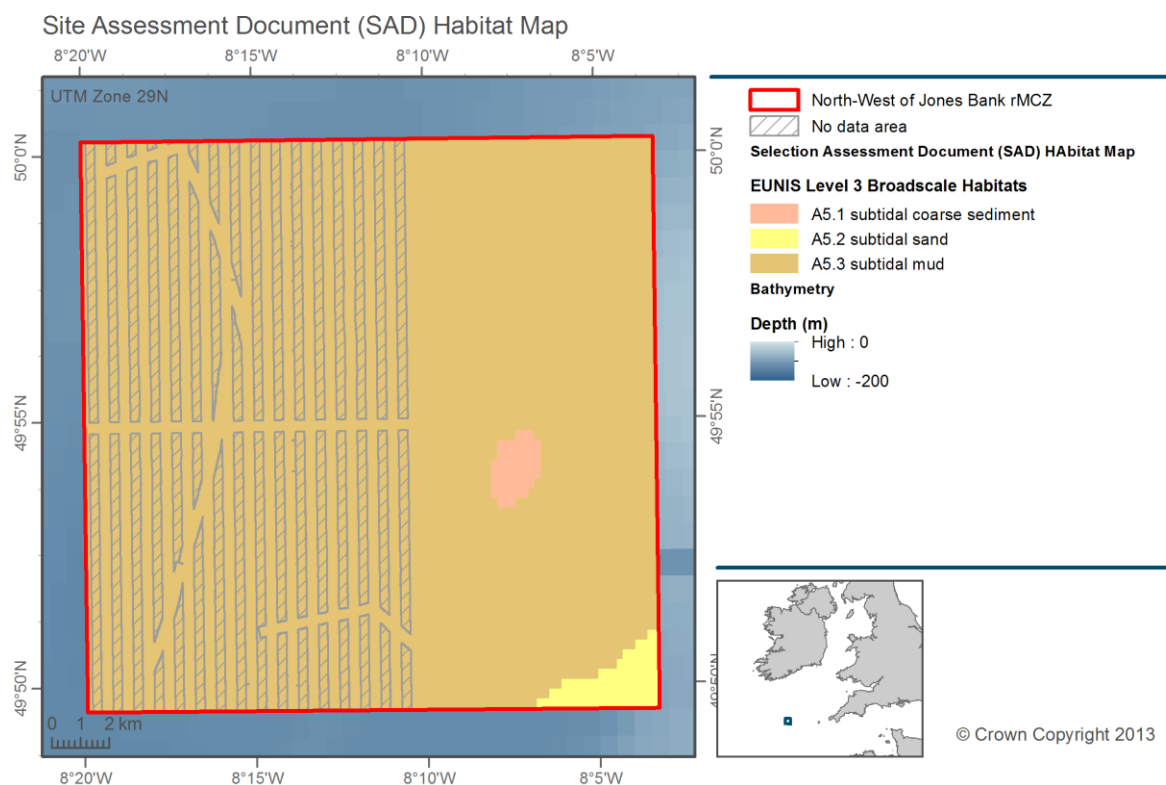 Site Assessment Document (SAD) Habitat Map
8°20'W 8°15'W 8°10'W 8°5'W
UTM Zone 29N
50°0'N
49°55'N
49°50'N
0 1 2 km
50°0'N
49°55'N
49°50'N
8°20'W 8°15'W 8°10'W 8°5'W
North-West of Jones Bank rMCZ
No data area
Selection Assessment Document (SAD) HAbitat Map
EUNIS Level 3 Broadscale Habitats
A5.1 subtidal coarse sediment
A5.2 subtidal sand
A5.3 subtidal mud
Bathymetry
Depth (m)
High : 0
Low : -200
© Crown Copyright 2013